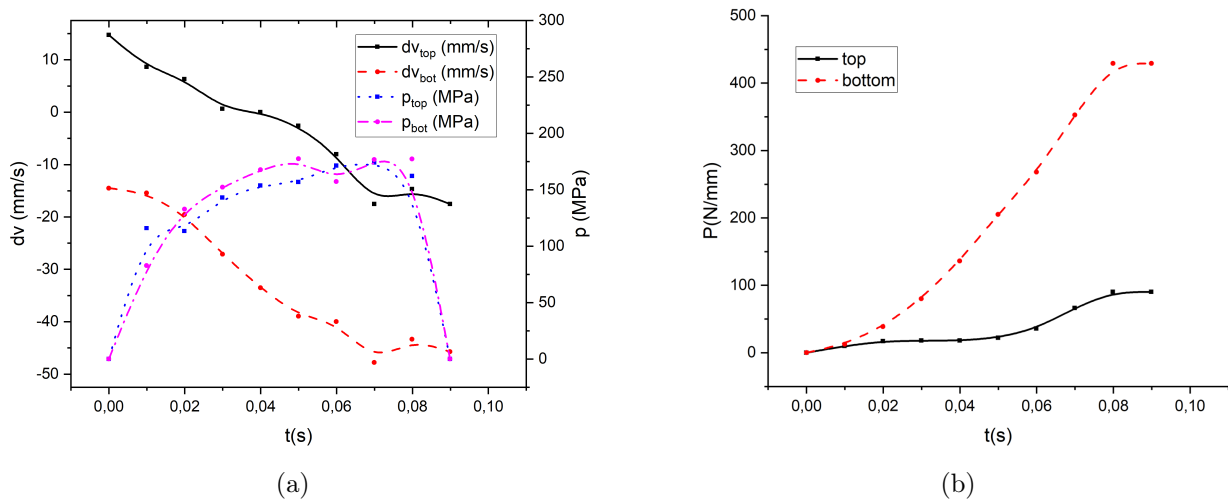 10
0
-10
-20
-30
-40
-50
dv (mm/s)
0,00
0,02
0,04
0,06
0,08
0,10
t(s)
300
250
200
150
100
50
0
p (MPa)
dv_top (mm/s)
dv_bot (mm/s)
p_top (MPa)
p_bot (MPa)
(a)
500
400
300
200
100
0
P(N/mm)
0,00
0,02
0,04
0,06
0,08
0,10
t(s)
top
bottom
(b)